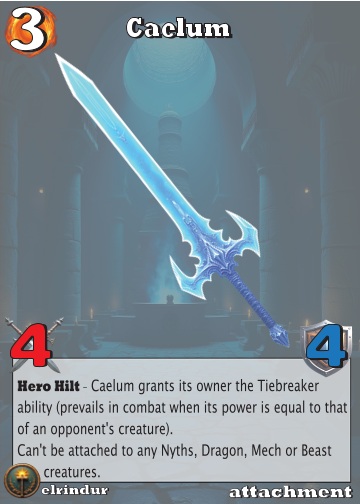 3
Caelum
4
4
Hero Hilt - Caelum grants its owner the Tiebreaker
ability (prevails in combat when its power is equal to that
of an opponent's creature).
Can't be attached to any Nyths, Dragon, Mech or Beast
creatures.
elrindur
attachment